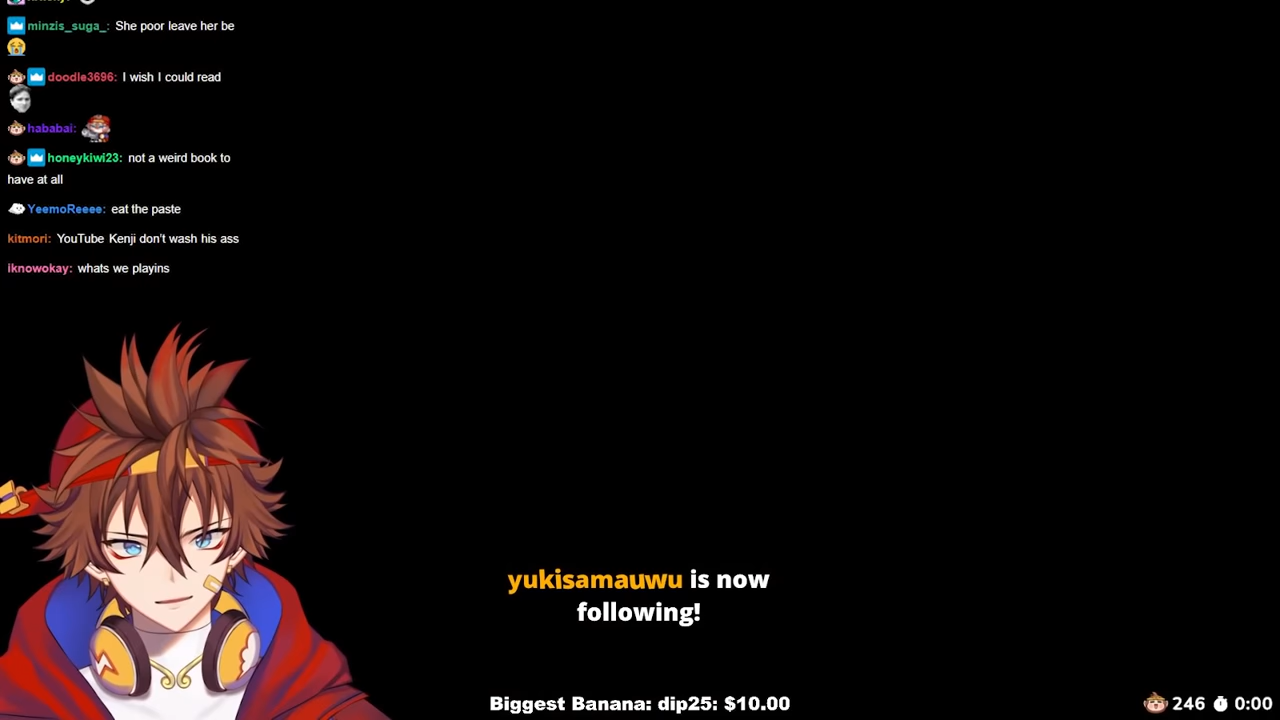 minzis_suga_: She poor leave her be
doodle3696: I wish I could read
hababai:
honeykiwi23: not a weird book to
have at all
YeemoReeee: eat the paste
kitmori: YouTube Kenji don't wash his ass
iknowokay: whats we playins
yukisamauwu is now
following!
Biggest Banana: dip25: $10.00
246 0:00